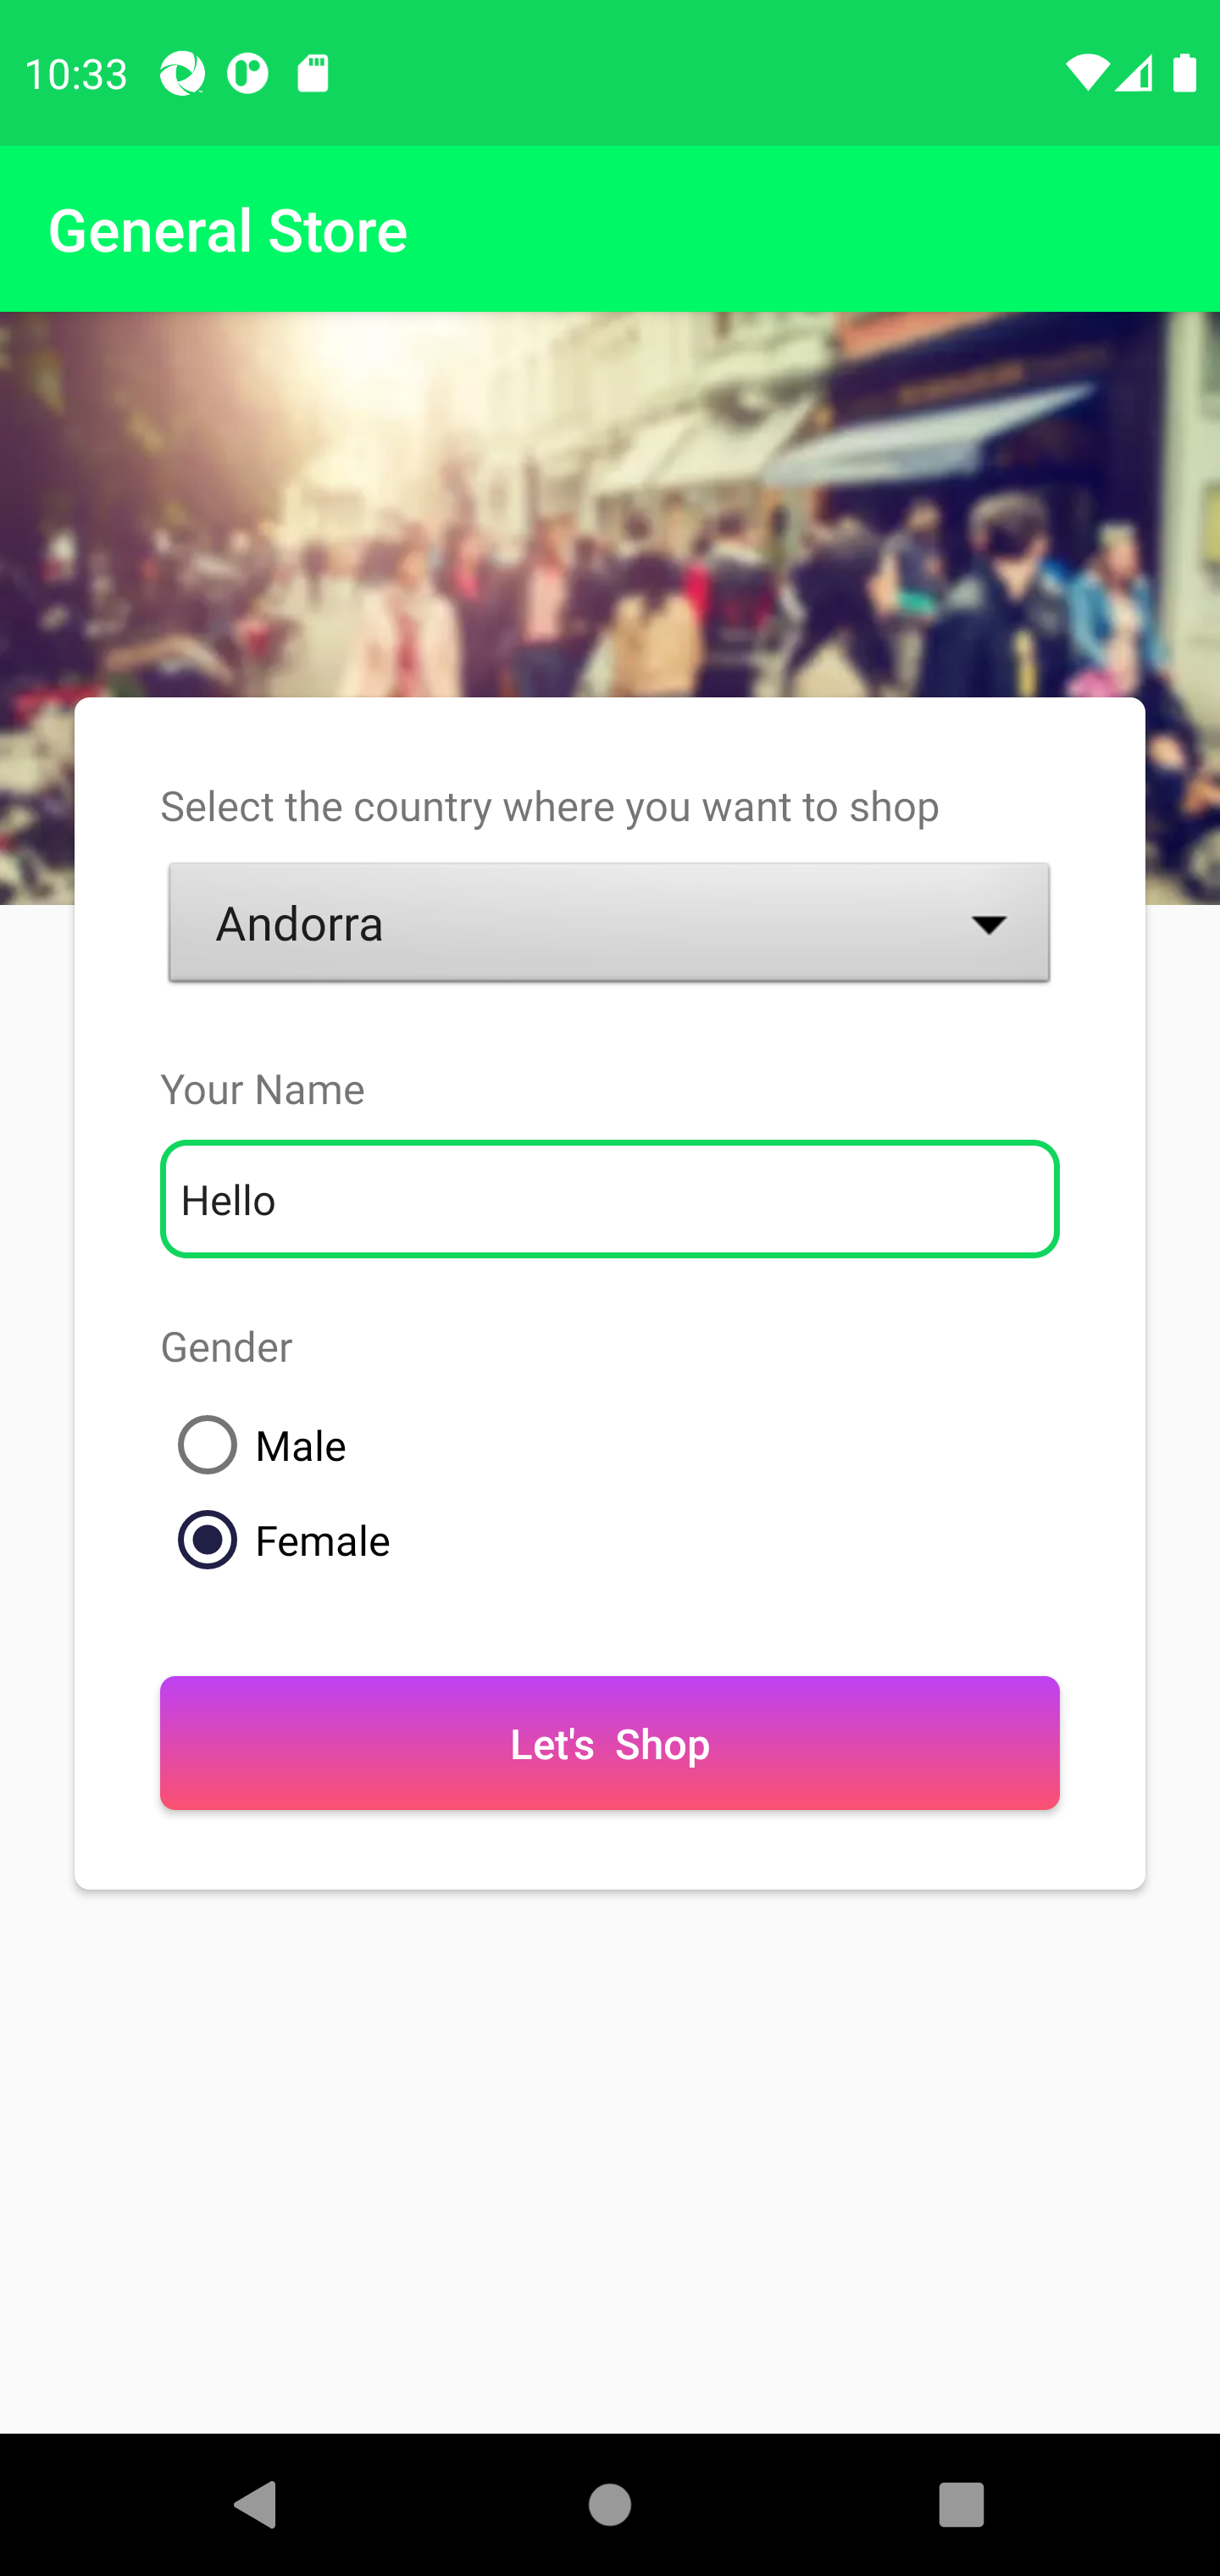 10:33
General Store
Select the country where you want to shop
Andorra
Your Name
Hello
Gender
Male
Female
Let's Shop